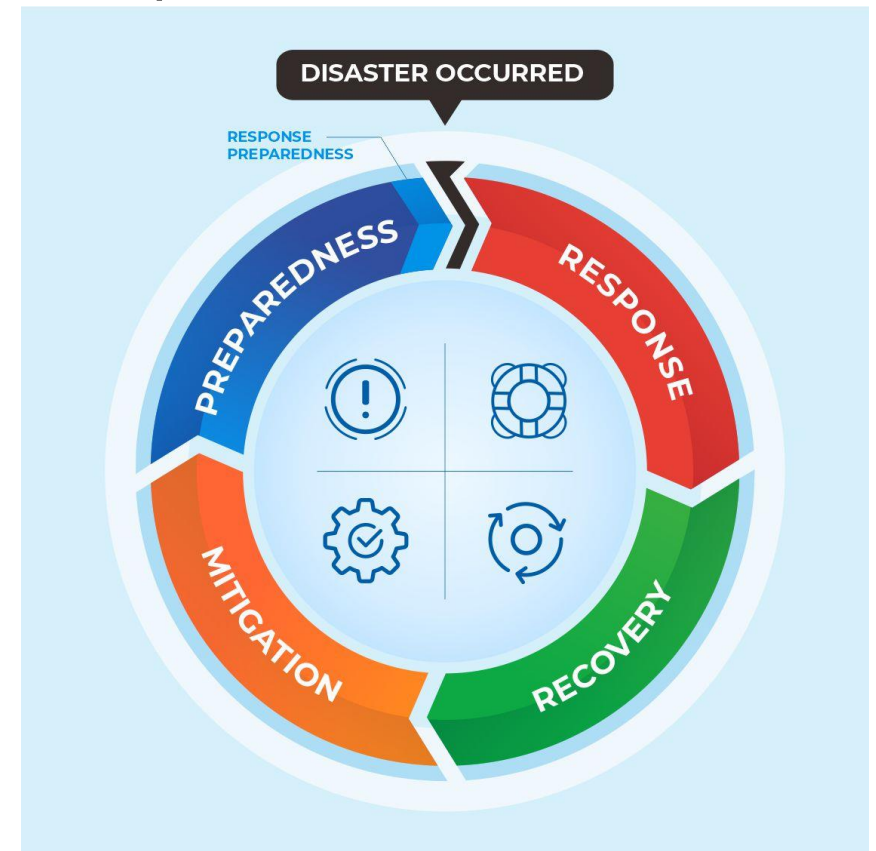 DISASTER OCCURRED
RESPONSE
PREPAREDNESS
PREPAREDNESS
RESPONSE
MITIGATION
RECOVERY